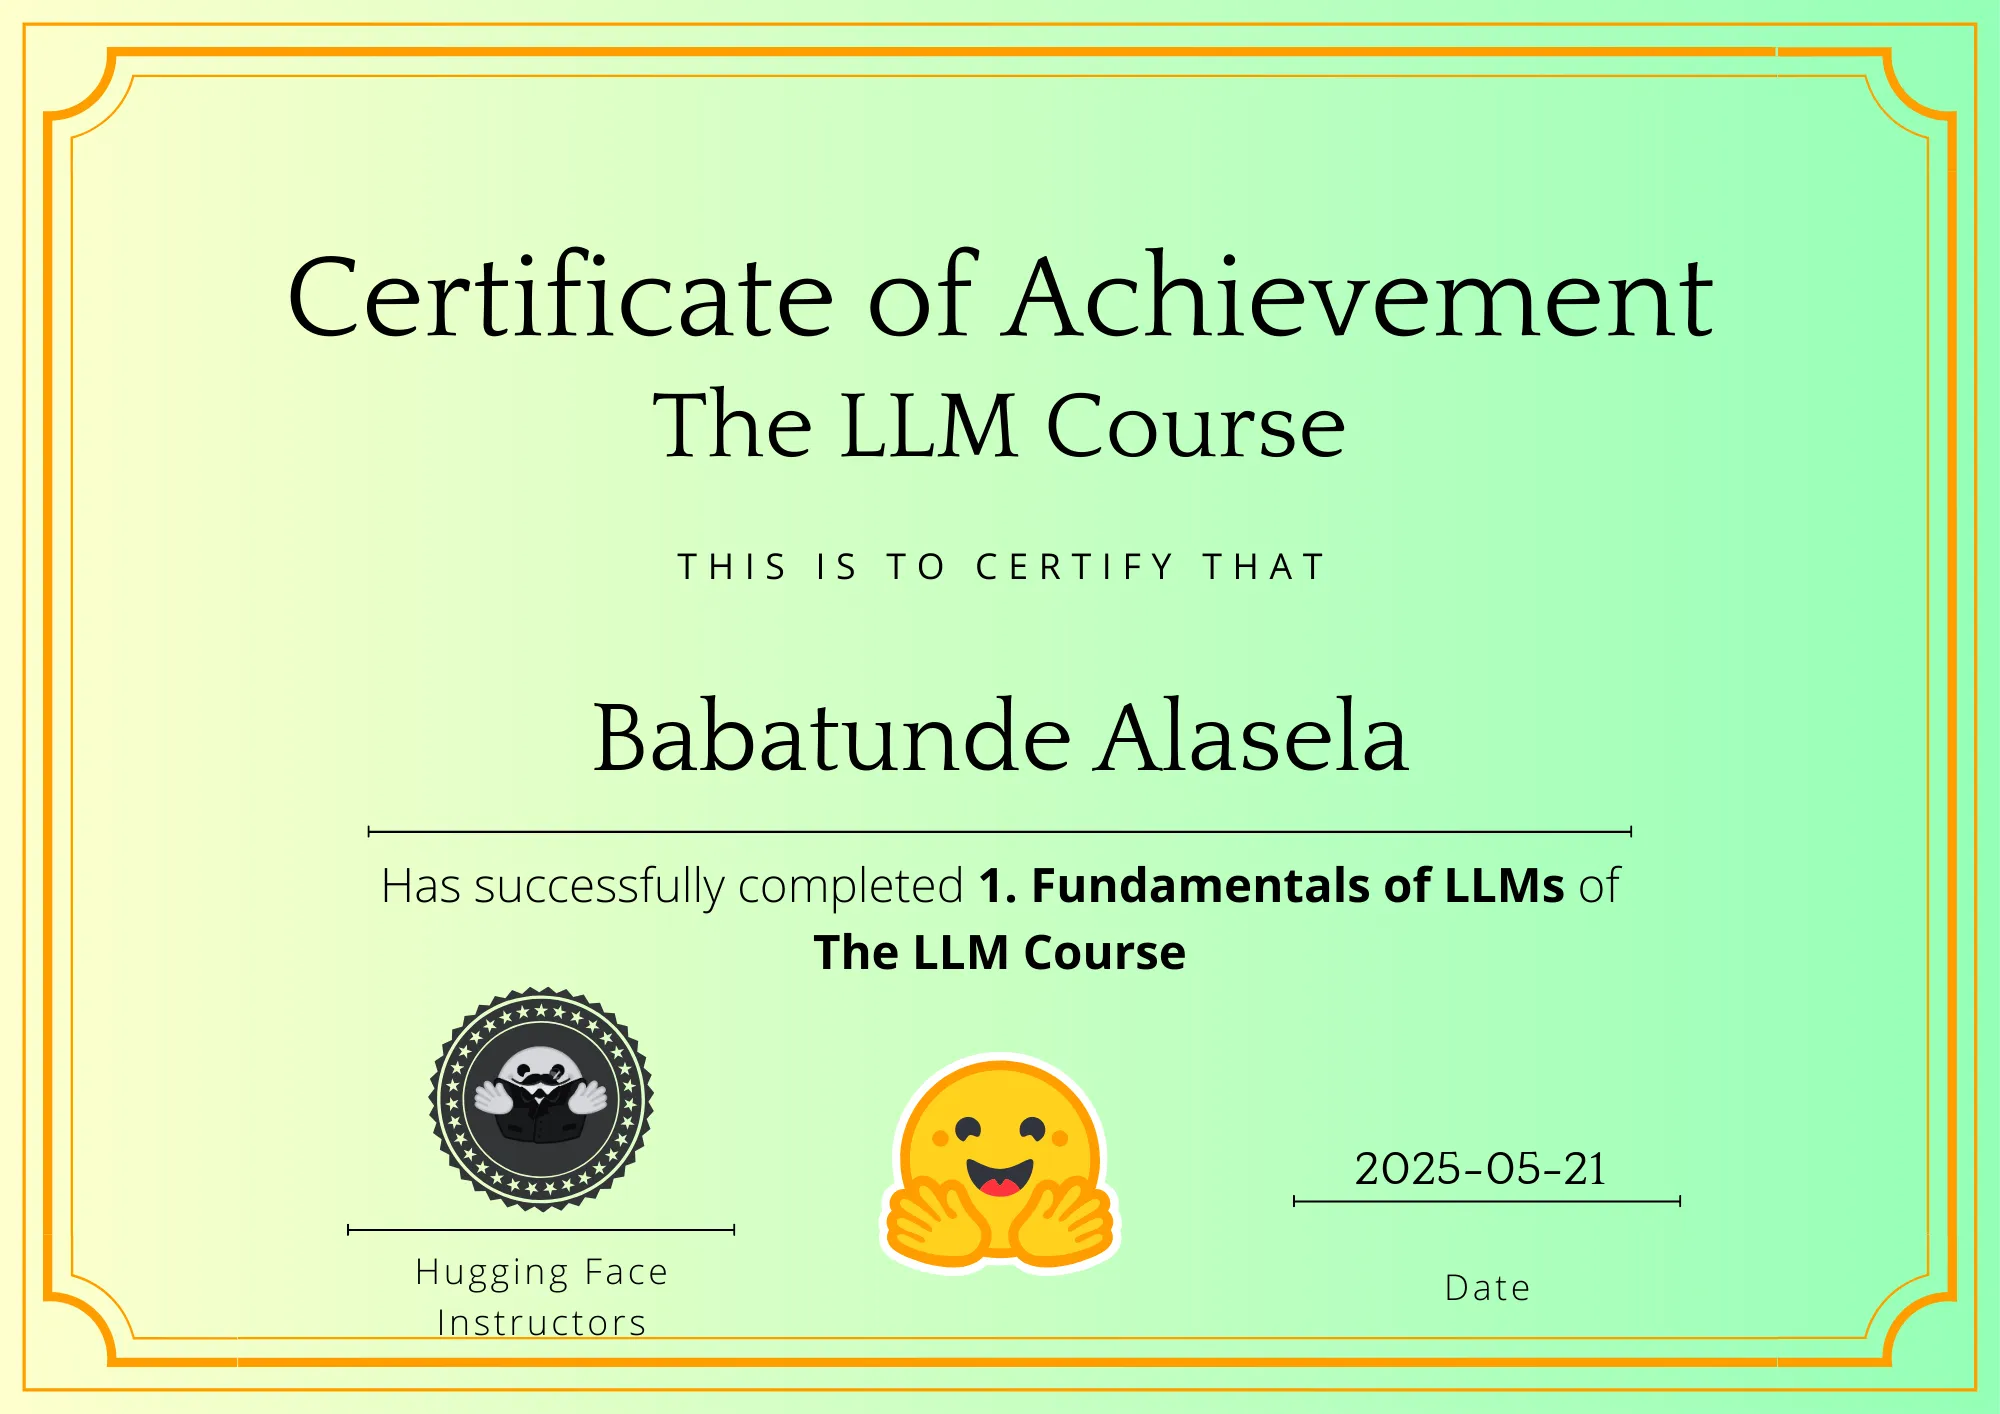 Certificate of Achievement
The LLM Course
THIS IS TO CERTIFY THAT
Babatunde Alasela
Has successfully completed 1. Fundamentals of LLMs of
The LLM Course
2025-05-21
Hugging Face
Instructors
Date